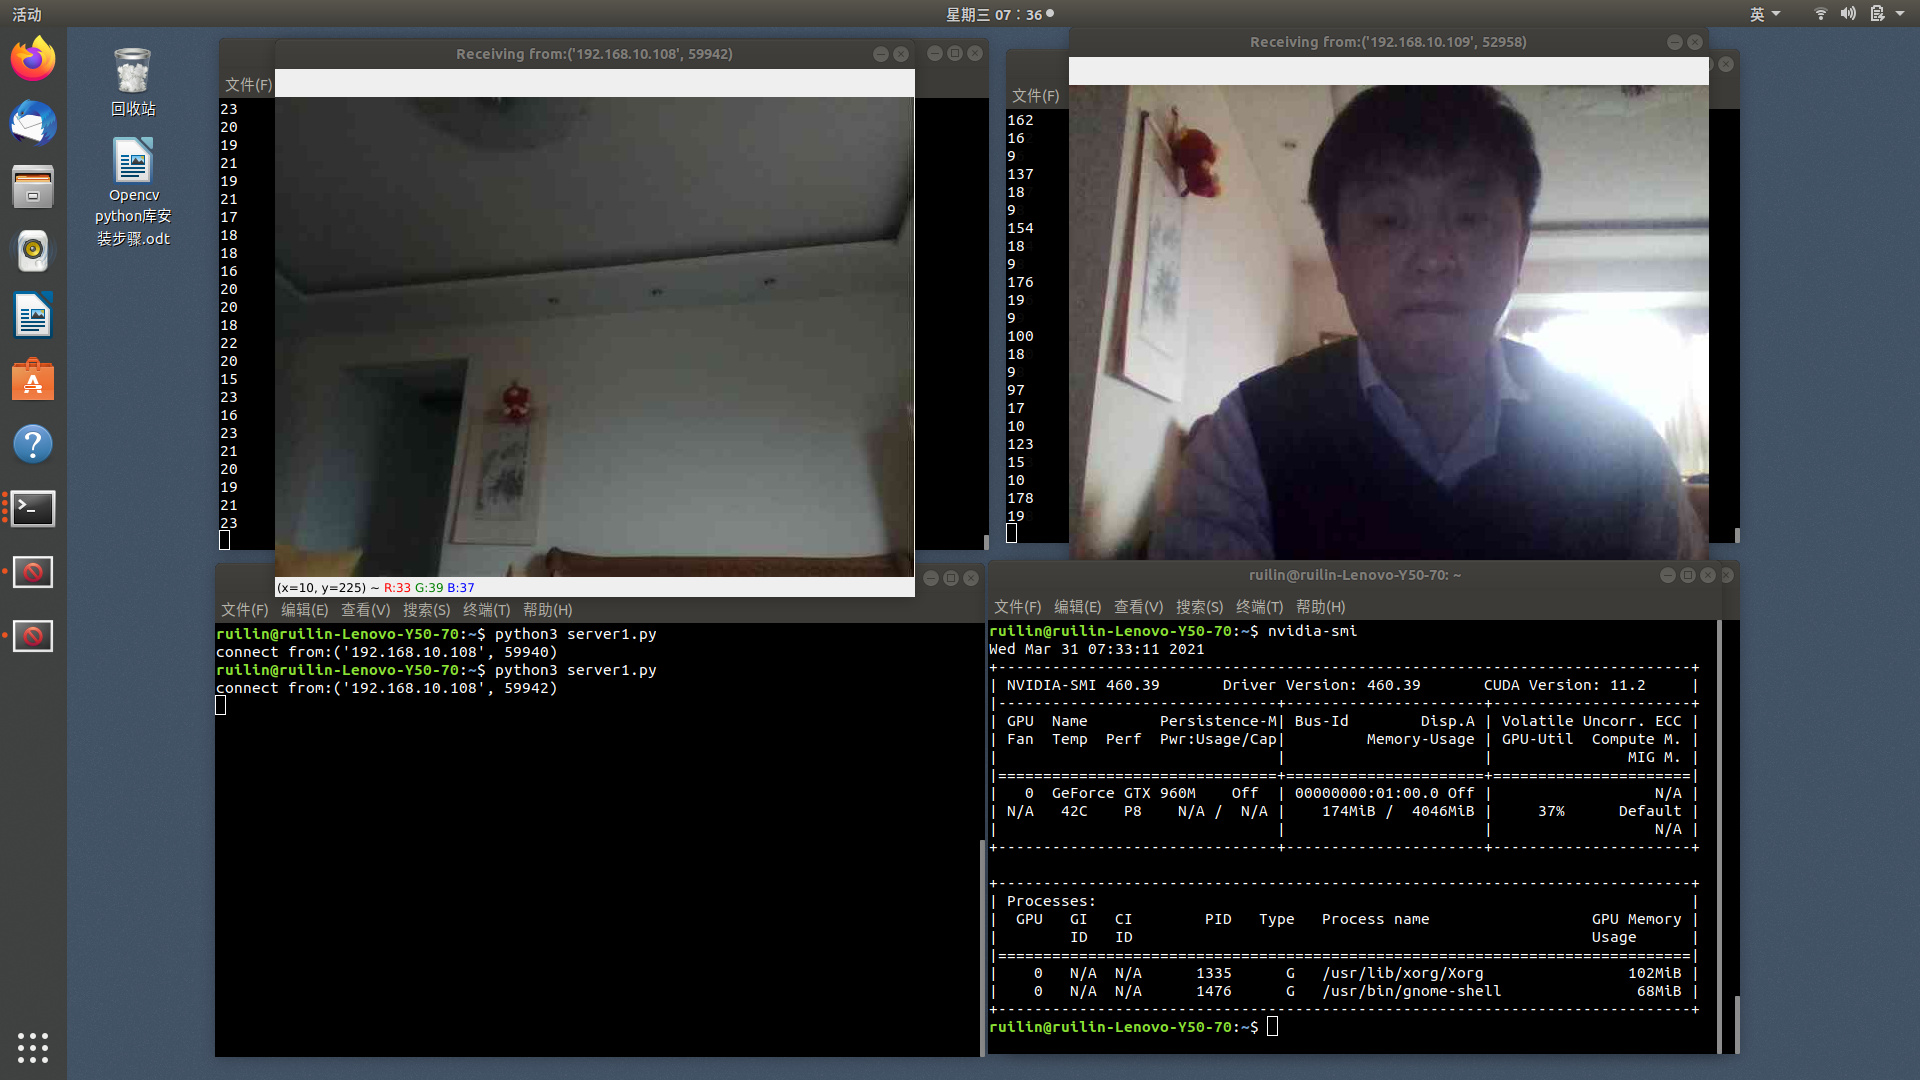 活动
星期三 07：36
英
回收站
Opencv
python库安
装步骤.odt
Receiving from:('192.168.10.108', 59942)
文件(F)
23
20
19
21
19
21
17
18
18
16
20
20
18
22
20
15
23
16
23
21
20
19
21
23
(x=10, y=225) ~ R:33 G:39 B:37
Receiving from:('192.168.10.109', 52958)
文件(F)
162
16
9
137
18
9
154
18
9
176
19
9
100
18
9
97
17
10
123
15
10
178
19
文件(F) 编辑(E) 查看(V) 搜索(S) 终端(T) 帮助(H)
ruilin@ruilin-Lenovo-Y50-70:~$ python3 server1.py
connect from:('192.168.10.108', 59940)
ruilin@ruilin-Lenovo-Y50-70:~$ python3 server1.py
connect from:('192.168.10.108', 59942)
ruilin@ruilin-Lenovo-Y50-70: ~
文件(F) 编辑(E) 查看(V) 搜索(S) 终端(T) 帮助(H)
ruilin@ruilin-Lenovo-Y50-70:~$ nvidia-smi
Wed Mar 31 07:33:11 2021
+-----------------------------------------------------------------------------+
| NVIDIA-SMI 460.39       Driver Version: 460.39       CUDA Version: 11.2     |
|-------------------------------+----------------------+----------------------+
| GPU  Name        Persistence-M| Bus-Id        Disp.A | Volatile Uncorr. ECC |
| Fan  Temp  Perf  Pwr:Usage/Cap|         Memory-Usage | GPU-Util  Compute M. |
|                               |                      |               MIG M. |
|===============================+======================+======================|
|   0  GeForce GTX 960M    Off  | 00000000:01:00.0 Off |                  N/A |
| N/A   42C    P8    N/A /  N/A |    174MiB /  4046MiB |     37%      Default |
|                               |                      |                  N/A |
+-------------------------------+----------------------+----------------------+
+-----------------------------------------------------------------------------+
| Processes:                                                                  |
|  GPU   GI   CI        PID   Type   Process name                  GPU Memory |
|        ID   ID                                                   Usage      |
|=============================================================================|
|    0   N/A  N/A      1335      G   /usr/lib/xorg/Xorg                102MiB |
|    0   N/A  N/A      1476      G   /usr/bin/gnome-shell               68MiB |
+-----------------------------------------------------------------------------+
ruilin@ruilin-Lenovo-Y50-70:~$